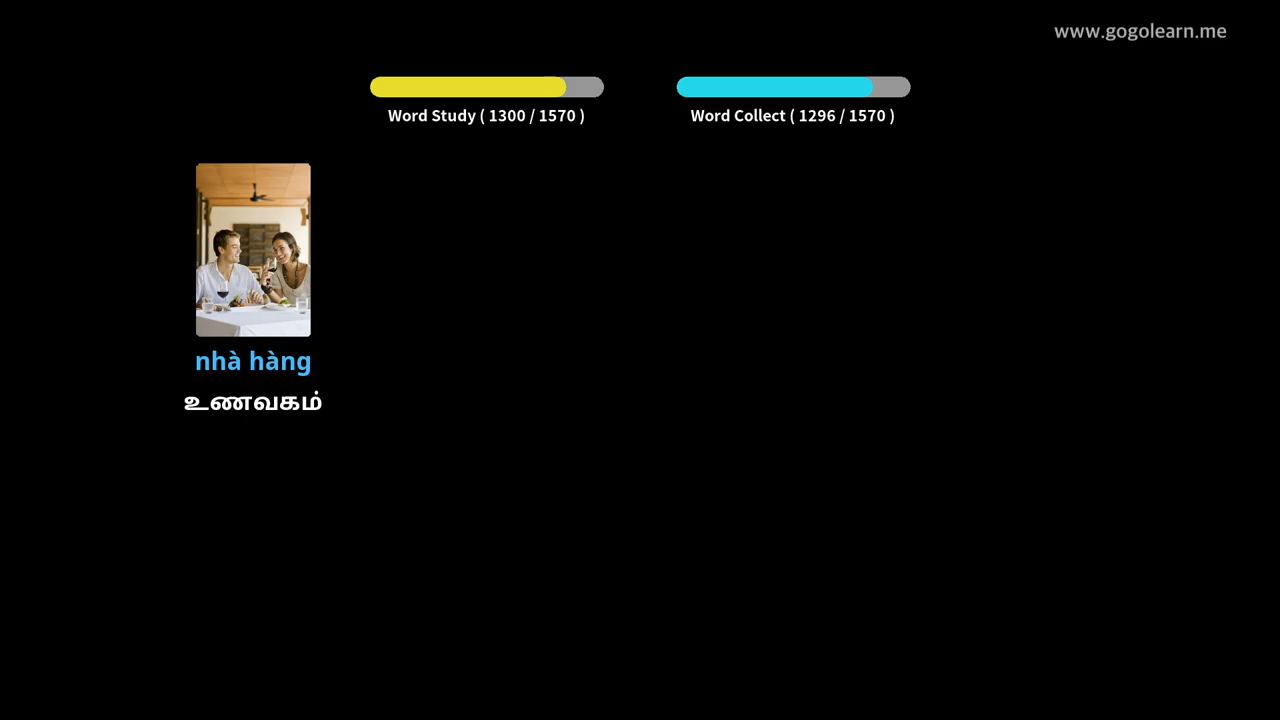 www.gogolearn.me
Word Study ( 1300 / 1570 )
Word Collect ( 1296 / 1570 )
nhà hàng
உணவகம்